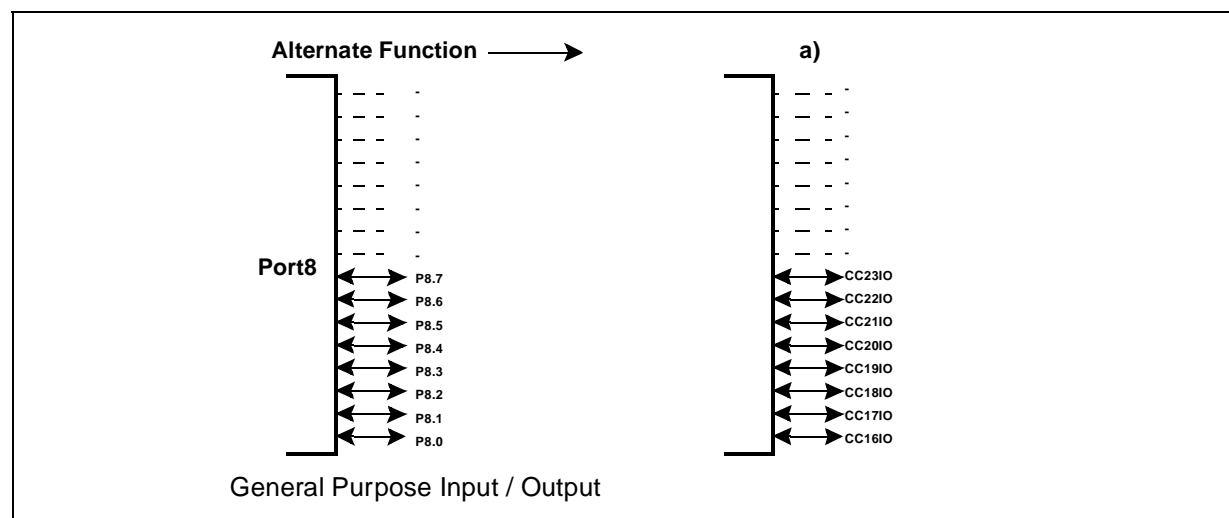 Alternate Function a)
- -
- -
- -
- -
- -
- -
- -
- -
Port8
P8.7 CC23IO
P8.6 CC22IO
P8.5 CC21IO
P8.4 CC20IO
P8.3 CC19IO
P8.2 CC18IO
P8.1 CC17IO
P8.0 CC16IO
General Purpose Input / Output